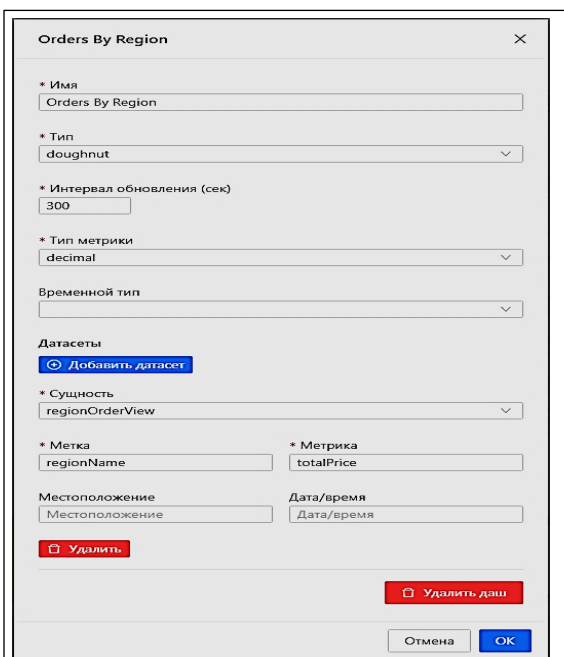 Orders By Region
* Имя
Orders By Region
* Тип
doughnut
* Интервал обновления (сек)
300
* Тип метрики
decimal
Временной тип
Датасеты
Добавить датасет
* Сущность
regionOrderView
* Метка * Метрика
regionName totalPrice
Местоположение Дата/время
Местоположение Дата/время
Удалить
Удалить даш
Отмена OK